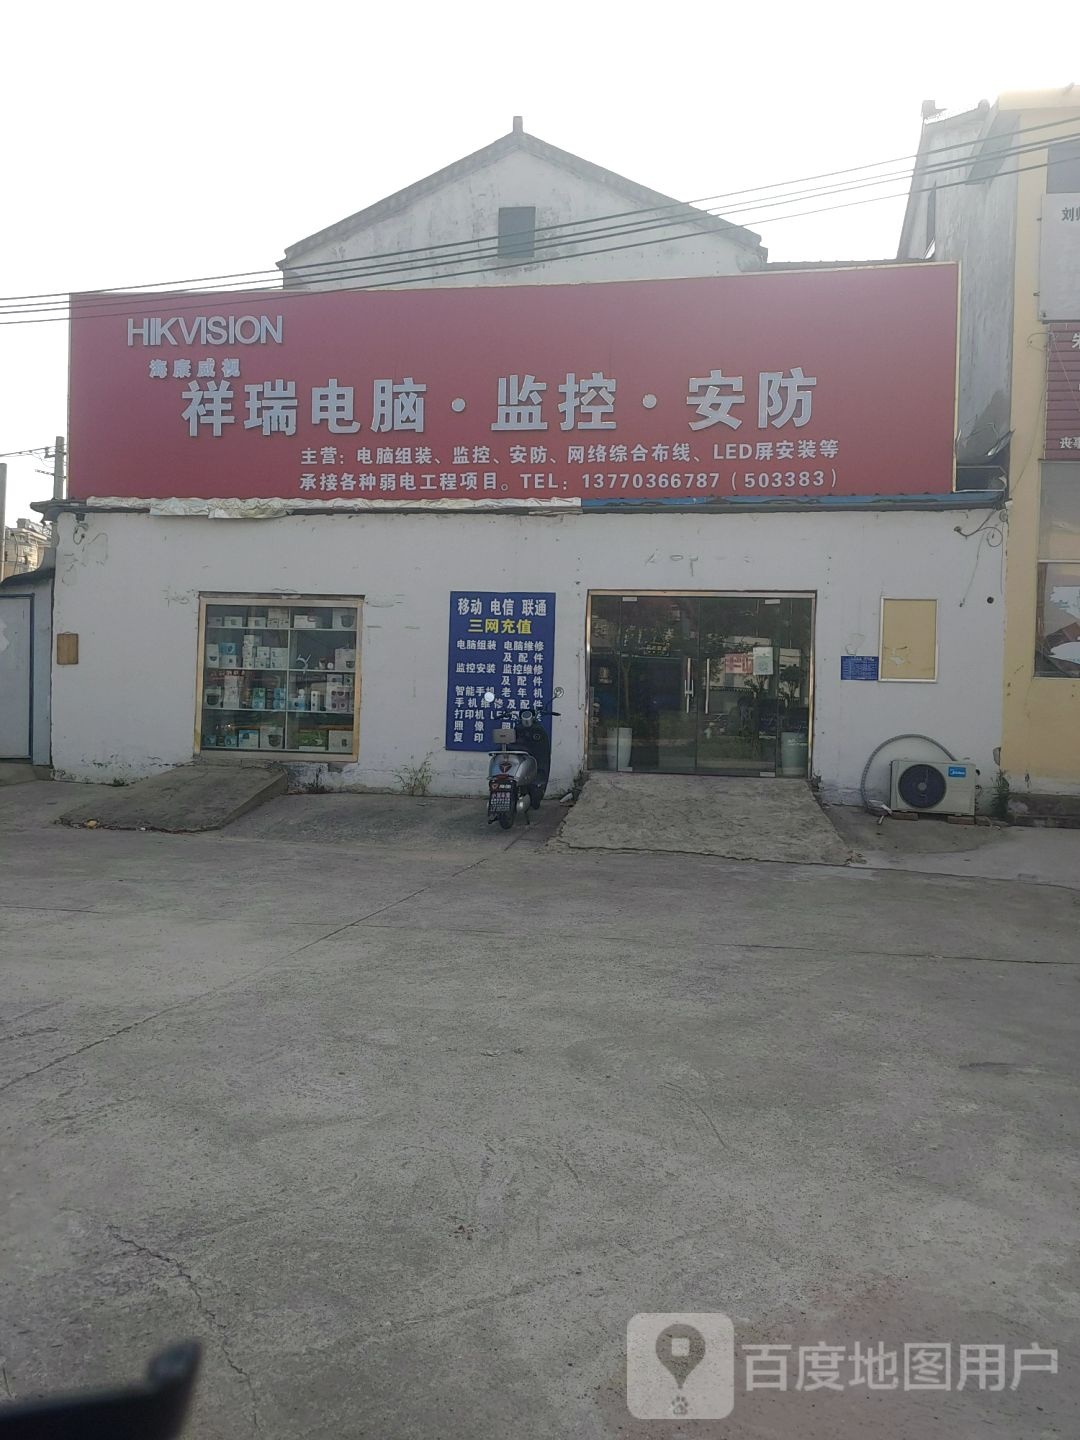 HIKVISION
海康威视
祥瑞电脑·监控·安防
主营：电脑组装、监控、安防、网络综合布线、LED屏安装等
承接各种弱电工程项目。TEL：13770366787（503383）
移动 电信 联通
三网充值
电脑组装 电脑维修
及配件
监控安装 监控维修
及配件
智能手机 老年机
手机维修及配件
打印机
照像
复印
百度地图用户